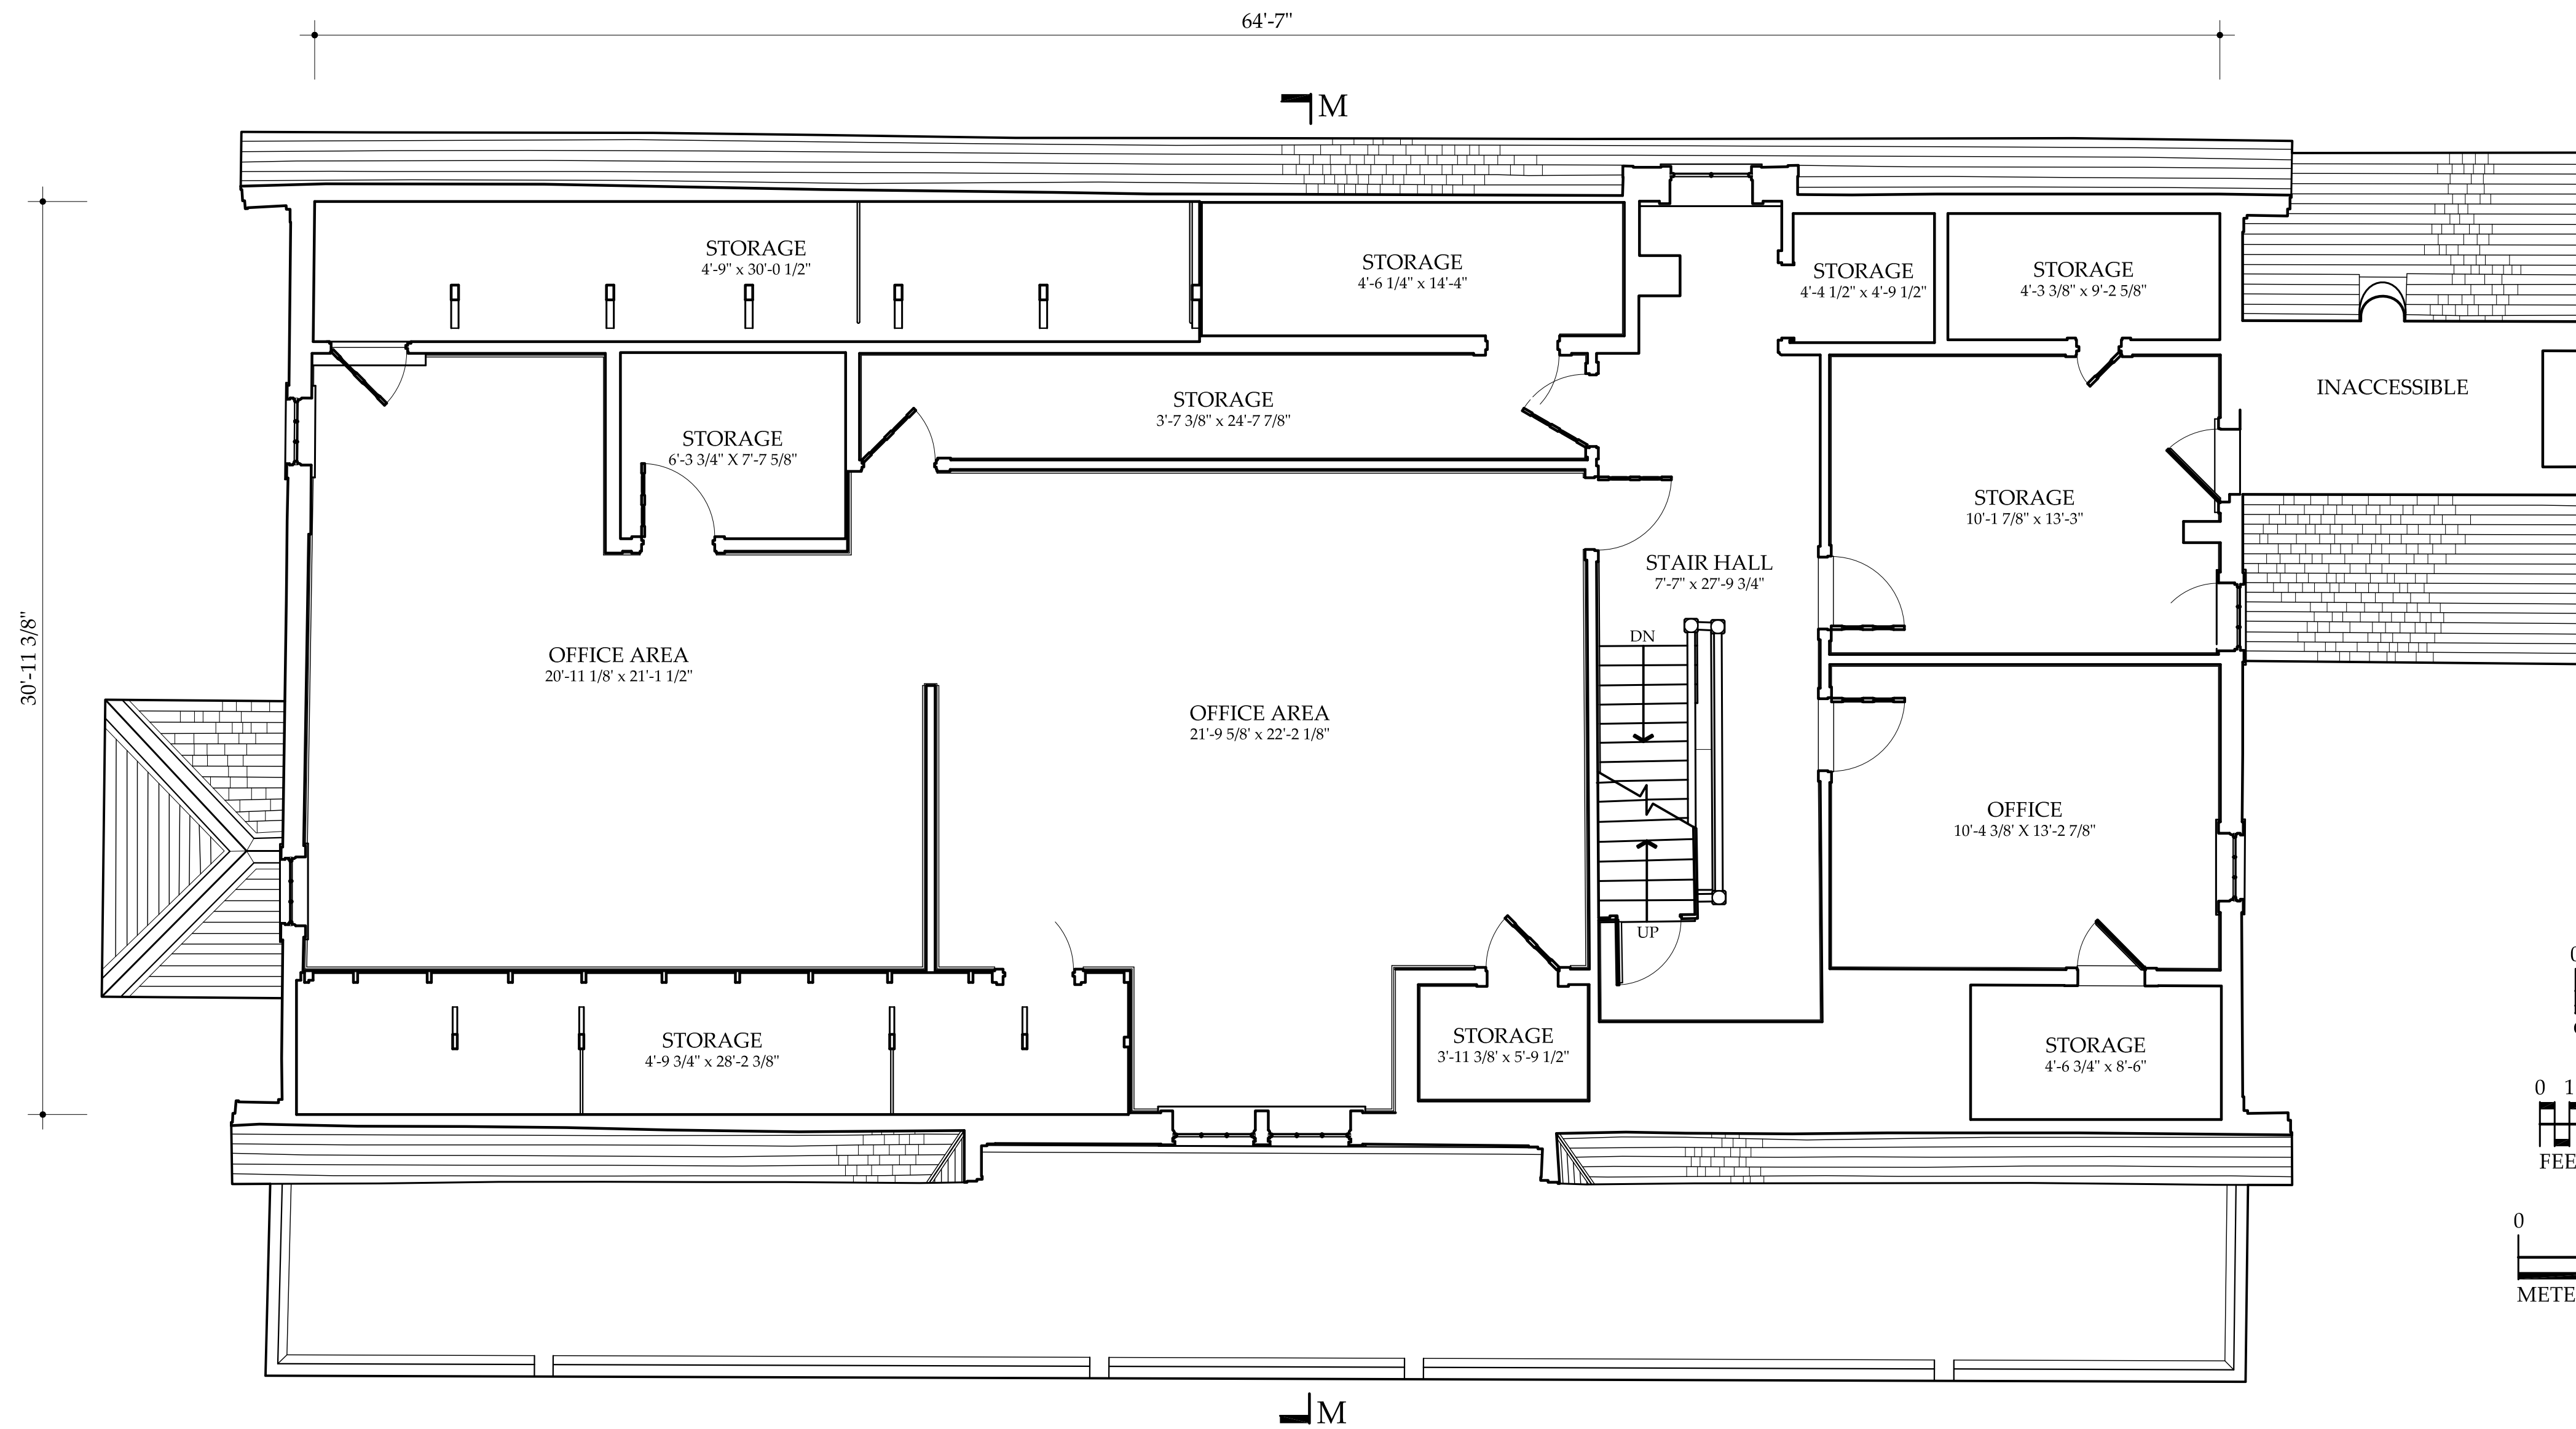 64'-7"
M
STORAGE
4'-9" x 30'-0 1/2"
STORAGE
4'-6 1/4" x 14'-4"
STORAGE
4'-4 1/2" x 4'-9 1/2"
STORAGE
4'-3 3/8" x 9'-2 5/8"
INACCESSIBLE
STORAGE
3'-7 3/8" x 24'-7 7/8"
STORAGE
6'-3 3/4" X 7'-7 5/8"
STORAGE
10'-1 7/8" x 13'-3"
STAIR HALL
7'-7" x 27'-9 3/4"
30'-11 3/8"
DN
OFFICE AREA
20'-11 1/8' x 21'-1 1/2"
OFFICE AREA
21'-9 5/8' x 22'-2 1/8"
OFFICE
10'-4 3/8' X 13'-2 7/8"
UP
STORAGE
4'-9 3/4" x 28'-2 3/8"
STORAGE
3'-11 3/8' x 5'-9 1/2"
STORAGE
4'-6 3/4" x 8'-6"
0 1
FEE
0
METE
M